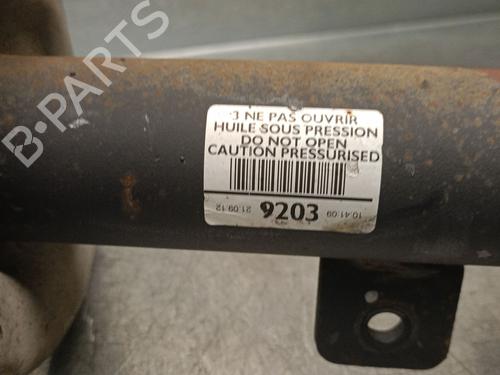 3 NE PAS OUVRIR
HUILE SOUS PRESSION
DO NOT OPEN
CAUTION PRESSURISED
21.09.12 9203 10.41.09
B-PARTS